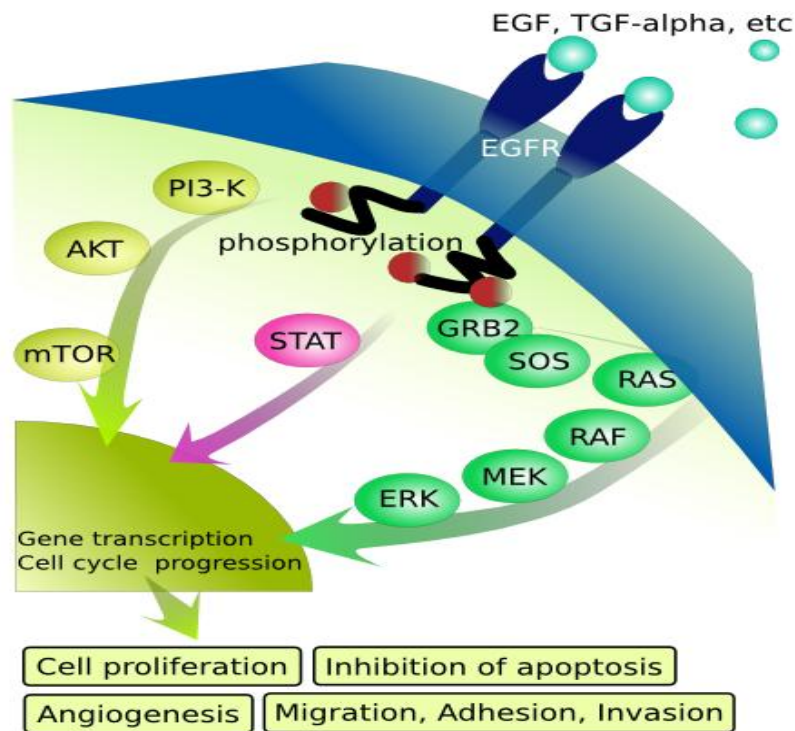 EGF, TGF-alpha, etc
EGFR
PI3-K
phosphorylation
AKT
mTOR
STAT
GRB2
SOS
RAS
RAF
MEK
ERK
Gene transcription
Cell cycle progression
Cell proliferation
Inhibition of apoptosis
Angiogenesis
Migration, Adhesion, Invasion